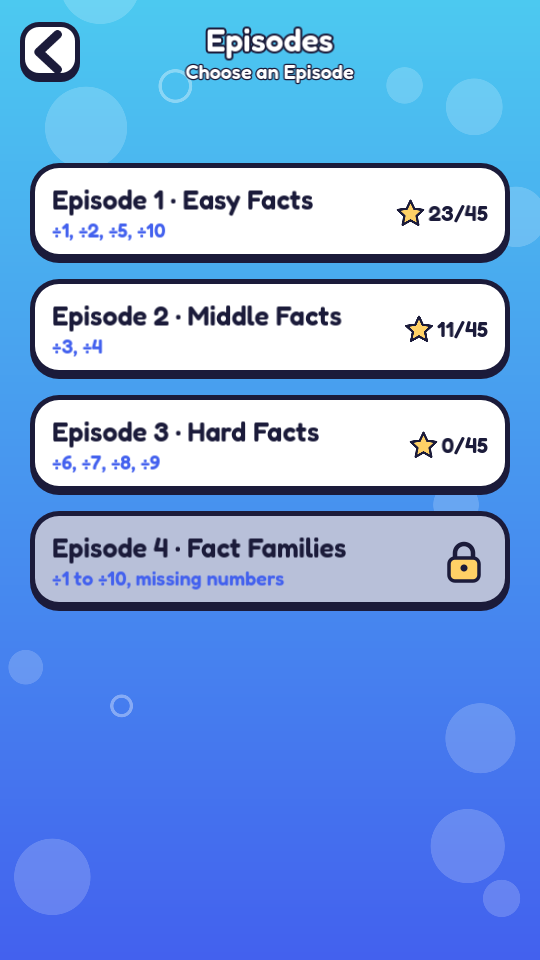 Episodes
Choose an Episode
Episode 1 · Easy Facts
÷1, ÷2, ÷5, ÷10
23/45
Episode 2 · Middle Facts
÷3, ÷4
11/45
Episode 3 · Hard Facts
÷6, ÷7, ÷8, ÷9
0/45
Episode 4 · Fact Families
÷1 to ÷10, missing numbers